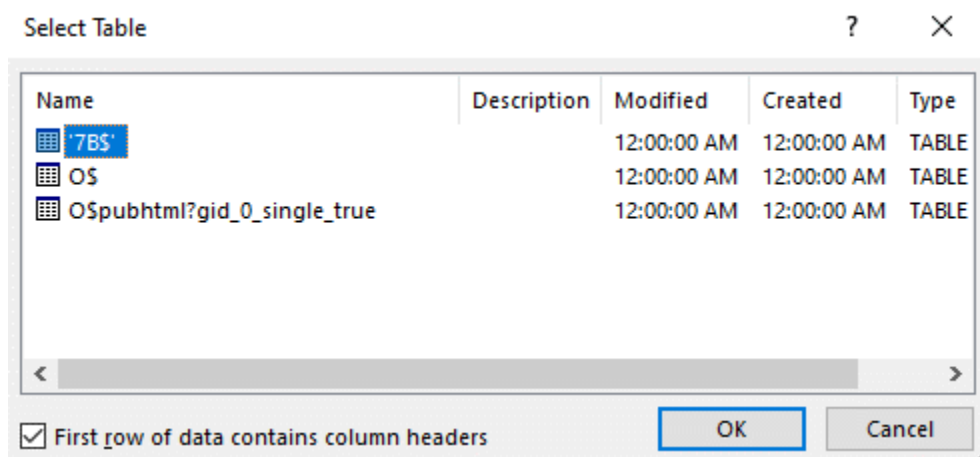 Select Table ?
Name Description Modified Created Type
'7B$' 12:00:00 AM 12:00:00 AM TABLE
O$ 12:00:00 AM 12:00:00 AM TABLE
O$pubhtml?gid_0_single_true 12:00:00 AM 12:00:00 AM TABLE
First row of data contains column headers OK Cancel